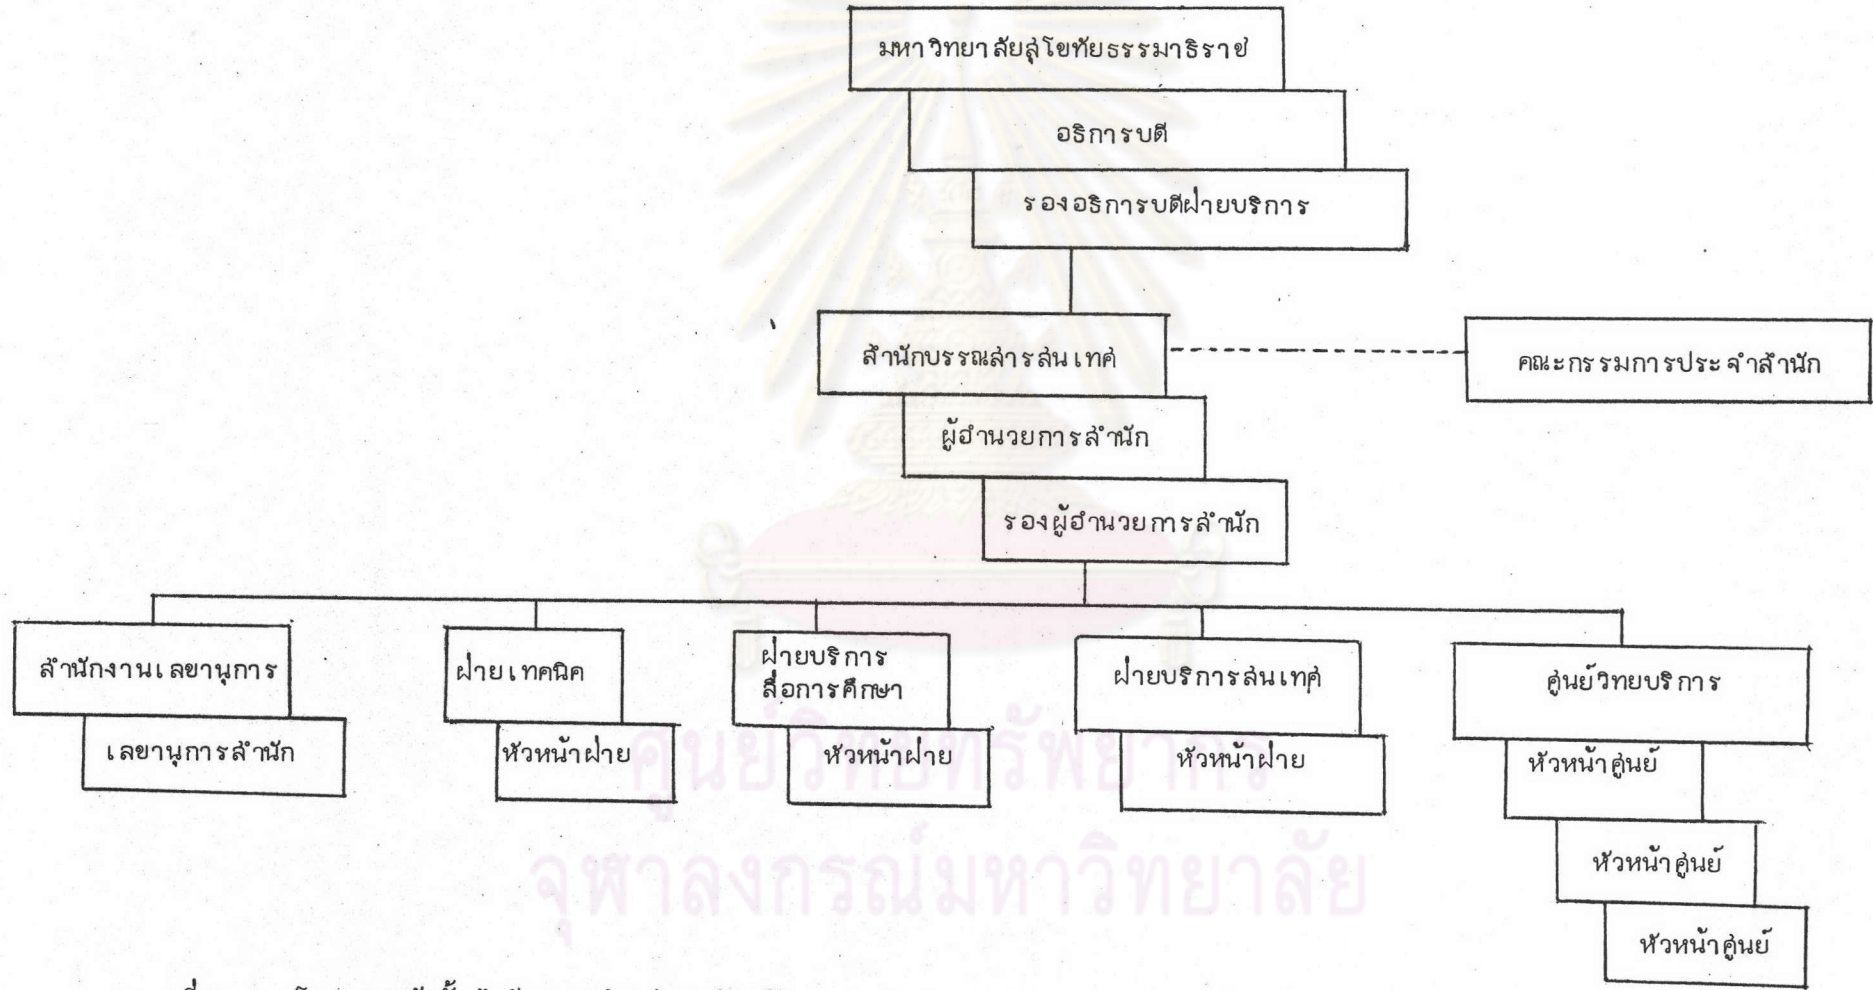 มหาวิทยาลัยสุโขทัยธรรมาธิราช
อธิการบดี
รองอธิการบดีฝ่ายบริการ
สำนักบรรณสารสนเทศ
คณะกรรมการประจำสำนัก
ผู้อำนวยการสำนัก
รองผู้อำนวยการสำนัก
สำนักงานเลขานุการ
ฝ่ายเทคนิค
ฝ่ายบริการ
สื่อการศึกษา
ฝ่ายบริการสนเทศ
ศูนย์วิทยบริการ
เลขานุการสำนัก
หัวหน้าฝ่าย
หัวหน้าฝ่าย
หัวหน้าฝ่าย
หัวหน้าศูนย์
หัวหน้าศูนย์
หัวหน้าศูนย์
ศูนย์วิทยทรัพยากร
จุฬาลงกรณ์มหาวิทยาลัย